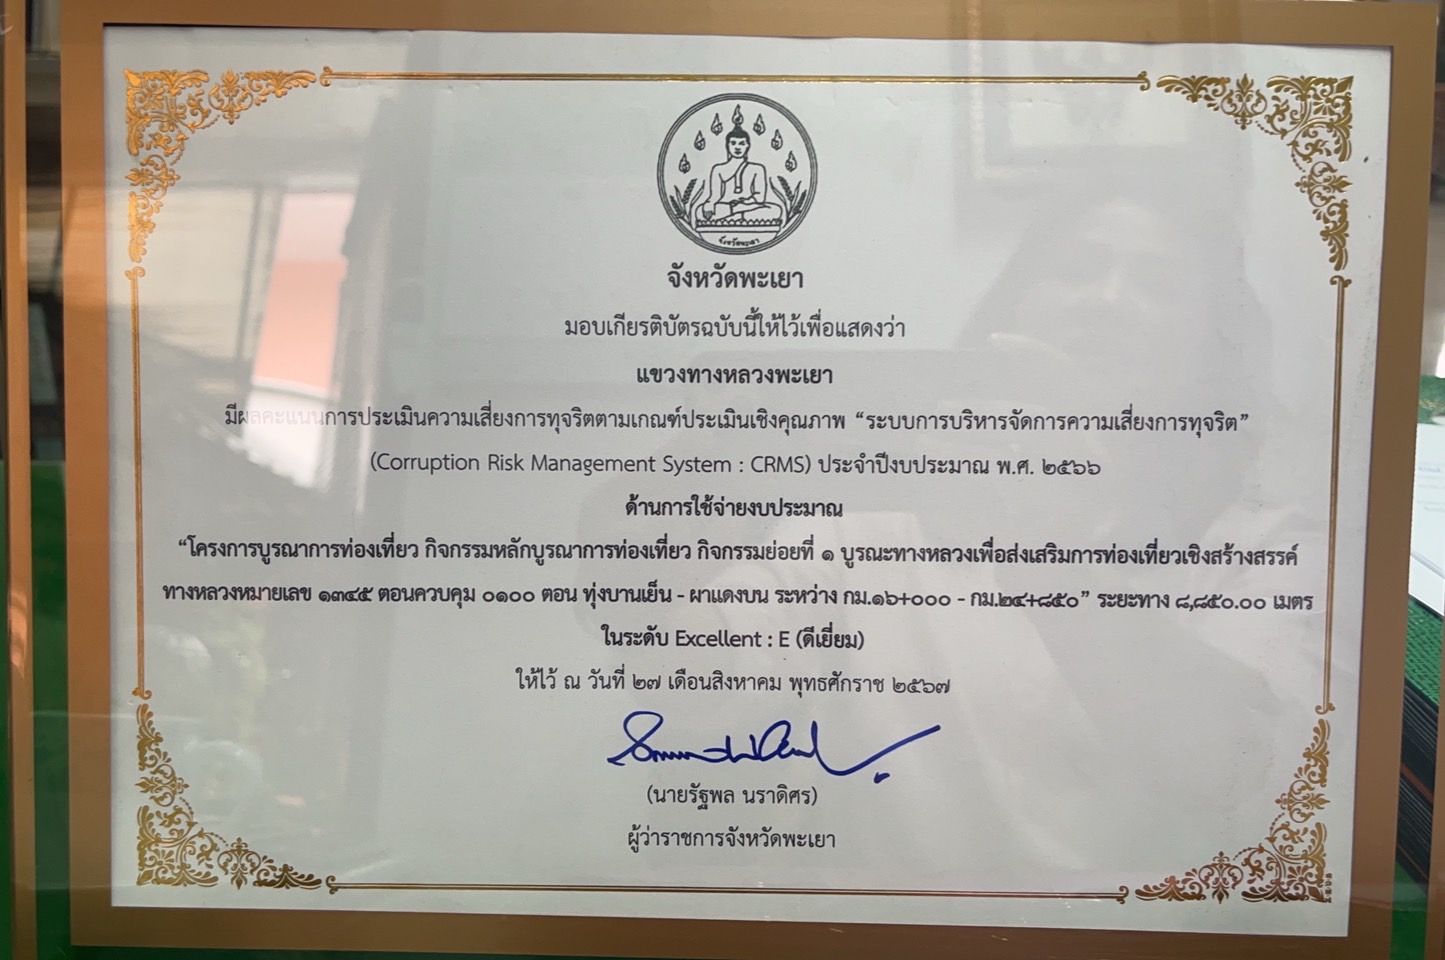 จังหวัดพะเยา
จังหวัดพะเยา
มอบเกียรติบัตรฉบับนี้ให้ไว้เพื่อแสดงว่า
แขวงทางหลวงพะเยา
มีผลคะแนนการประเมินความเสี่ยงการทุจริตตามเกณฑ์ประเมินเชิงคุณภาพ “ระบบการบริหารจัดการความเสี่ยงการทุจริต”
(Corruption Risk Management System : CRMS) ประจำปีงบประมาณ พ.ศ. ๒๕๖๖
ด้านการใช้จ่ายงบประมาณ
“โครงการบูรณาการท่องเที่ยว กิจกรรมหลักบูรณาการท่องเที่ยว กิจกรรมย่อยที่ ๑ บูรณะทางหลวงเพื่อส่งเสริมการท่องเที่ยวเชิงสร้างสรรค์
ทางหลวงหมายเลข ๑๓๔๕ ตอนควบคุม ๐๑๐๐ ตอน ทุ่งบานเย็น - ผาแดงบน ระหว่าง กม.๑๖+๐๐๐ - กม.๒๔+๘๕๐” ระยะทาง ๘,๘๕๐.๐๐ เมตร
ในระดับ Excellent : E (ดีเยี่ยม)
ให้ไว้ ณ วันที่ ๒๗ เดือนสิงหาคม พุทธศักราช ๒๕๖๗
(นายรัฐพล นราดิศร)
ผู้ว่าราชการจังหวัดพะเยา